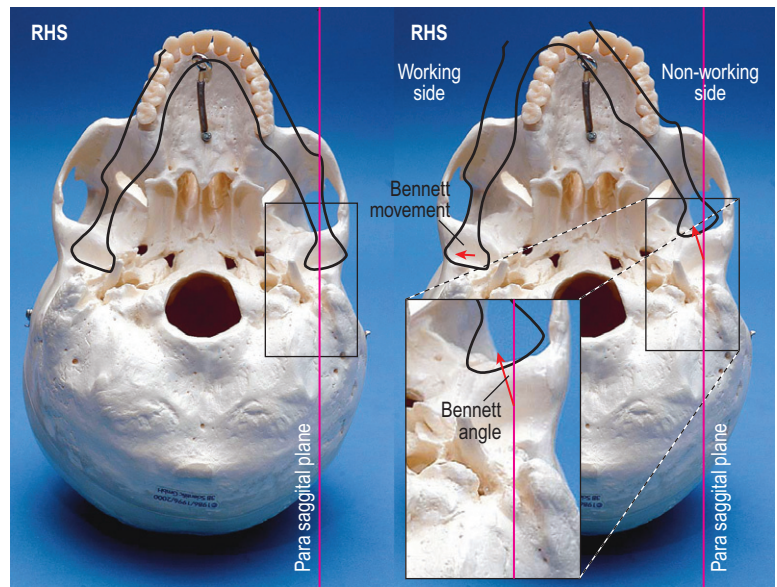 RHS
Para saggital plane
RHS
Working
side
Non-working
side
Bennett
movement
Bennett
angle
Para saggital plane